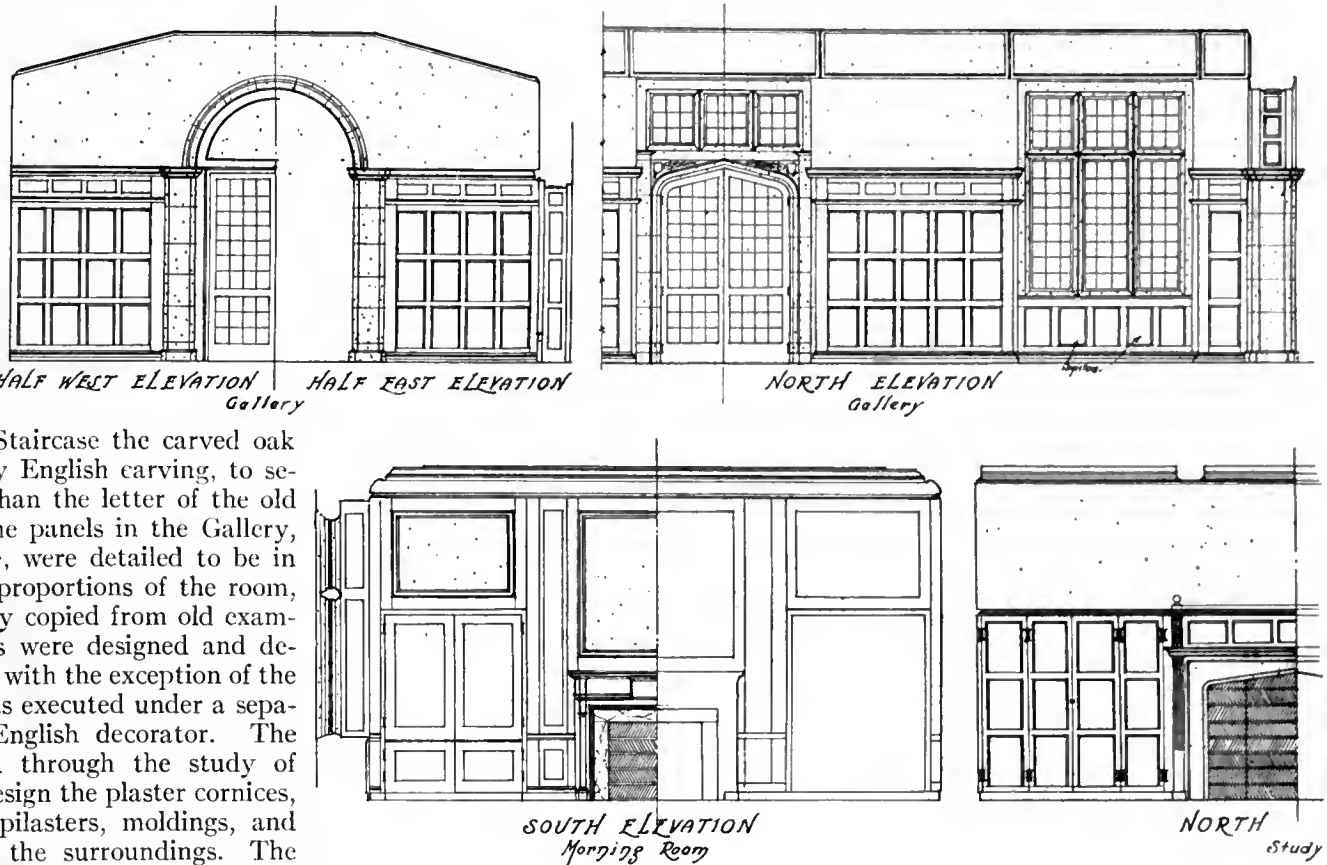 HALF WEST ELEVATION HALF EAST ELEVATION
Gallery
NORTH ELEVATION
Gallery
Staircase the carved oak
y English carving, to se-
han the letter of the old
ne panels in the Gallery,
, were detailed to be in
proportions of the room,
y copied from old exam-
s were designed and de-
with the exception of the
as executed under a sepa-
English decorator. The
through the study of
esign the plaster cornices,
pilasters, moldings, and
the surroundings. The
SOUTH ELEVATION
Morning Room
NORTH
Study